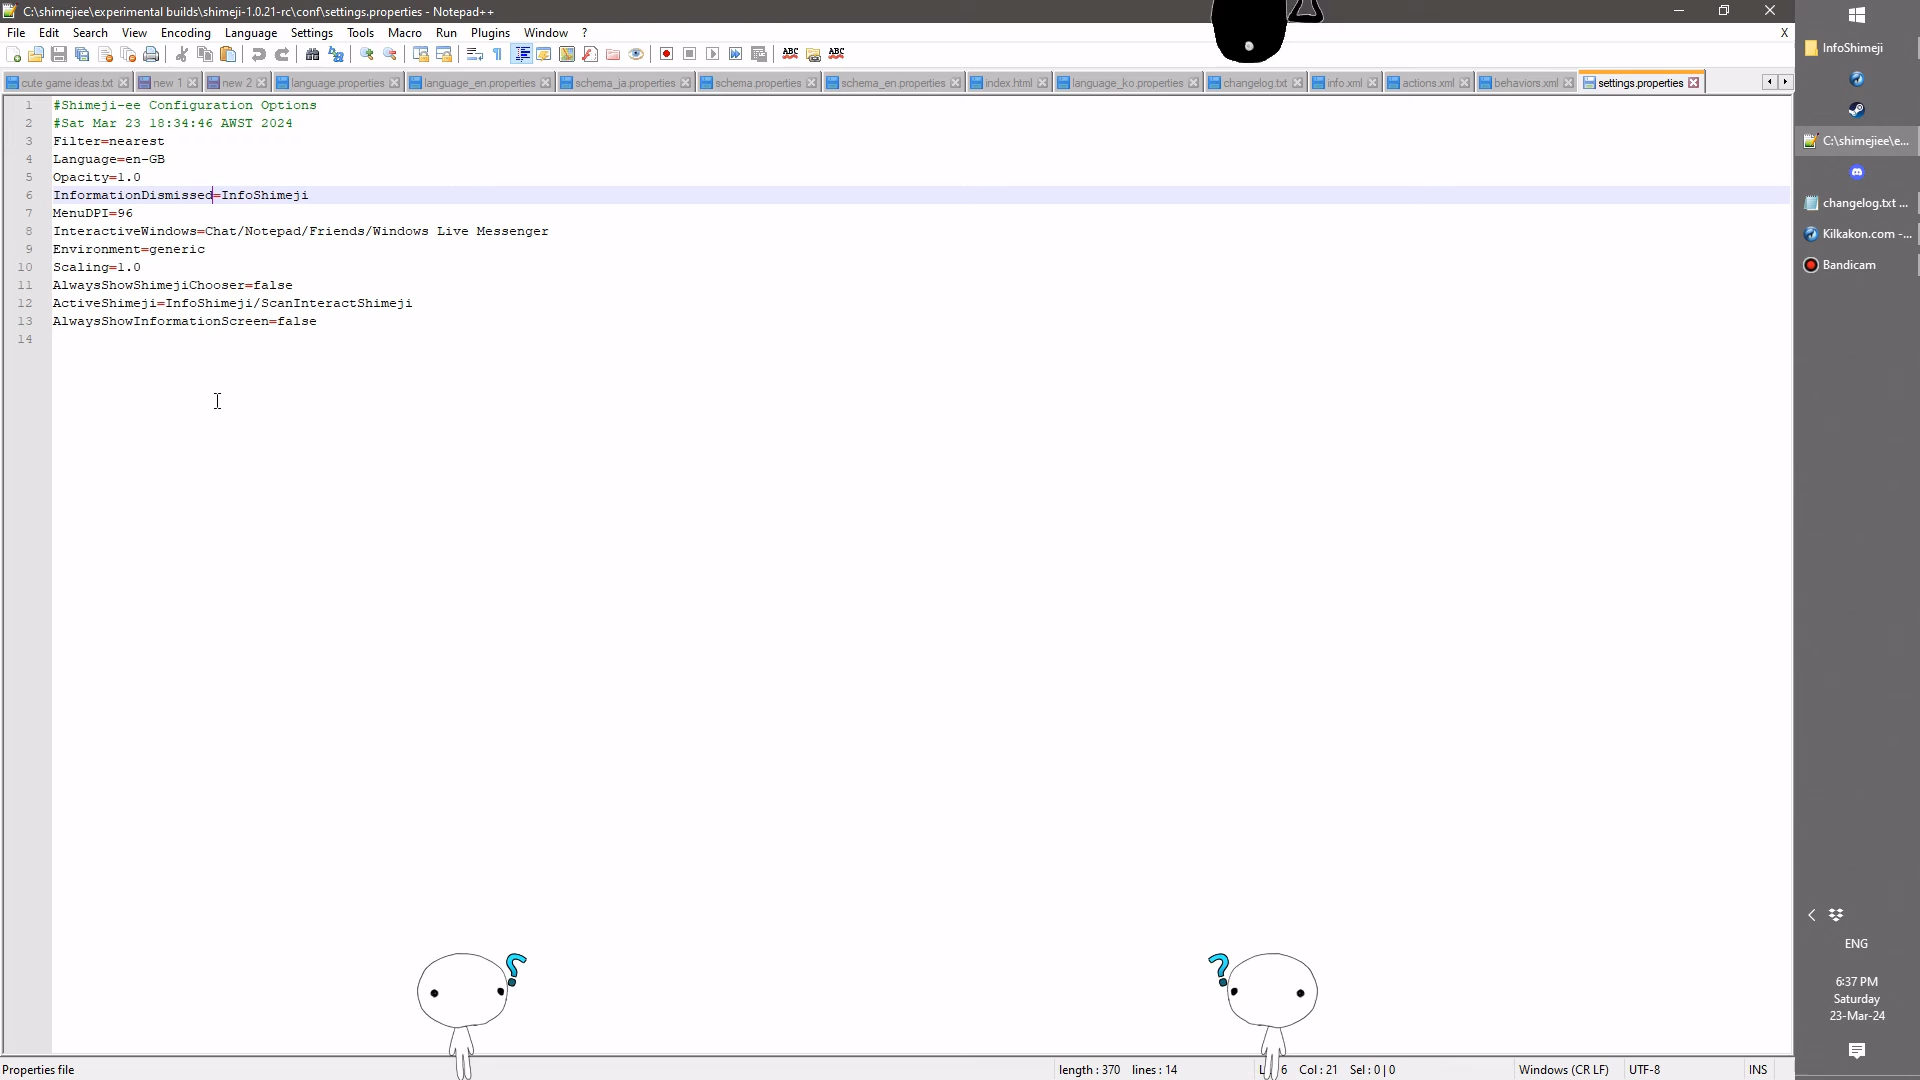 C:\shimejiee\experimental builds\shimeji-1.0.21-rc\conf\settings.properties - Notepad++
File Edit Search View Encoding Language Settings Tools Macro Run Plugins Window ? X
cute game ideas.txt new 1 new 2 language.properties language_en.properties schema_ja.properties schema.properties schema_en.properties index.html language_ko.properties changelog.txt info.xml actions.xml behaviors.xml settings.properties
1 #Shimeji-ee Configuration Options
2 #Sat Mar 23 18:34:46 AWST 2024
3 Filter=nearest
4 Language=en-GB
5 Opacity=1.0
6 InformationDismissed=InfoShimeji
7 MenuDPI=96
8 InteractiveWindows=Chat/Notepad/Friends/Windows Live Messenger
9 Environment=generic
10 Scaling=1.0
11 AlwaysShowShimejiChooser=false
12 ActiveShimeji=InfoShimeji/ScanInteractShimeji
13 AlwaysShowInformationScreen=false
14
? ?
Properties file length : 370 lines : 14 6 Col : 21 Sel : 0 | 0 Windows (CR LF) UTF-8 INS
InfoShimeji
C:\shimejiee\e...
changelog.txt ...
Kilkakon.com -...
Bandicam
ENG
6:37 PM
Saturday
23-Mar-24